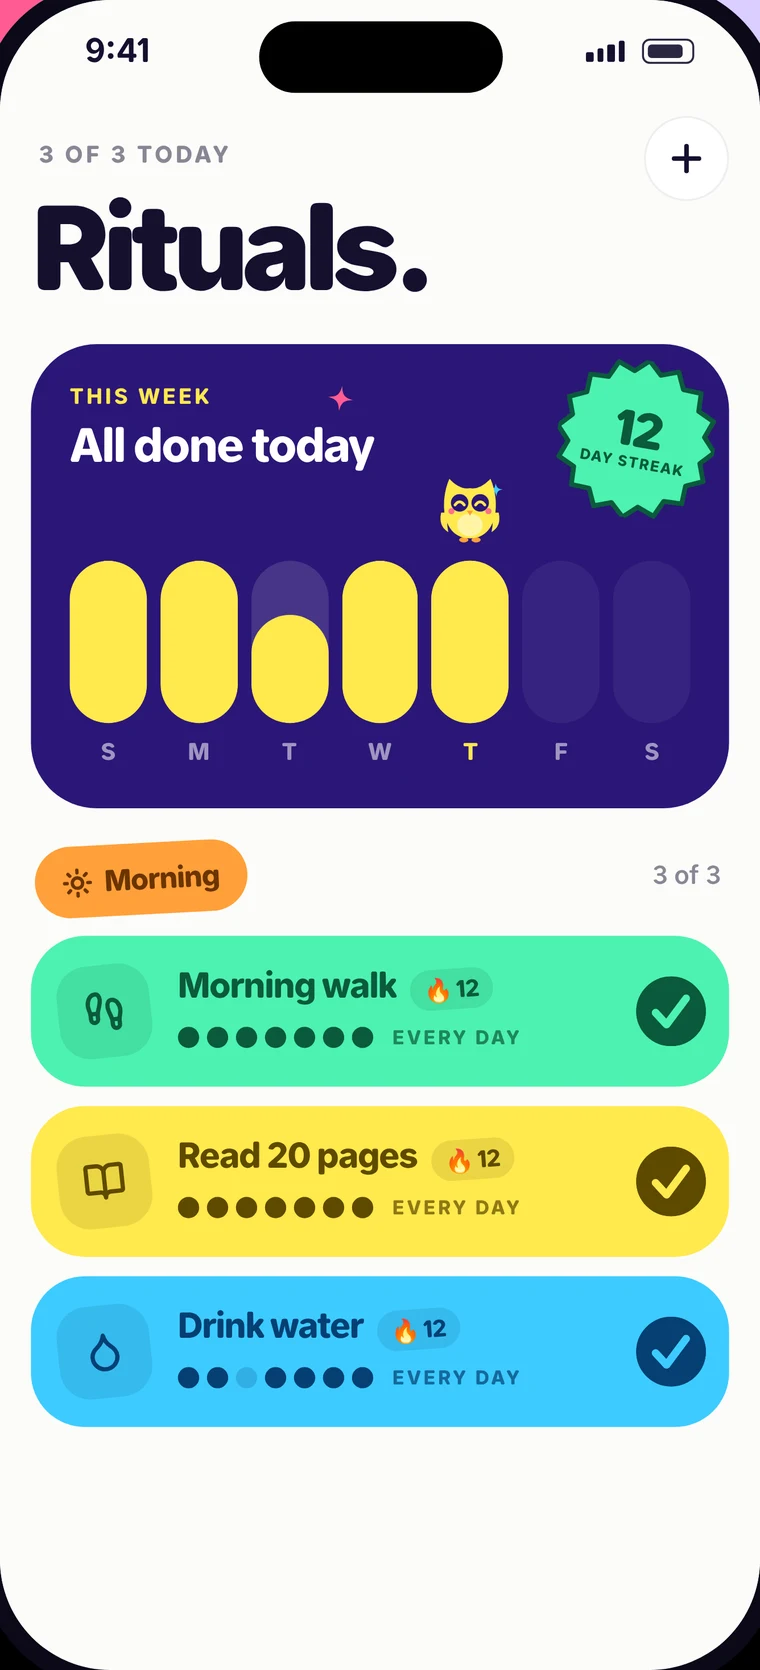 9:41
3 OF 3 TODAY
Rituals.
THIS WEEK
All done today
12
DAY STREAK
S M T W T F S
Morning
3 of 3
Morning walk 🔥 12
EVERY DAY
Read 20 pages 🔥 12
EVERY DAY
Drink water 🔥 12
EVERY DAY